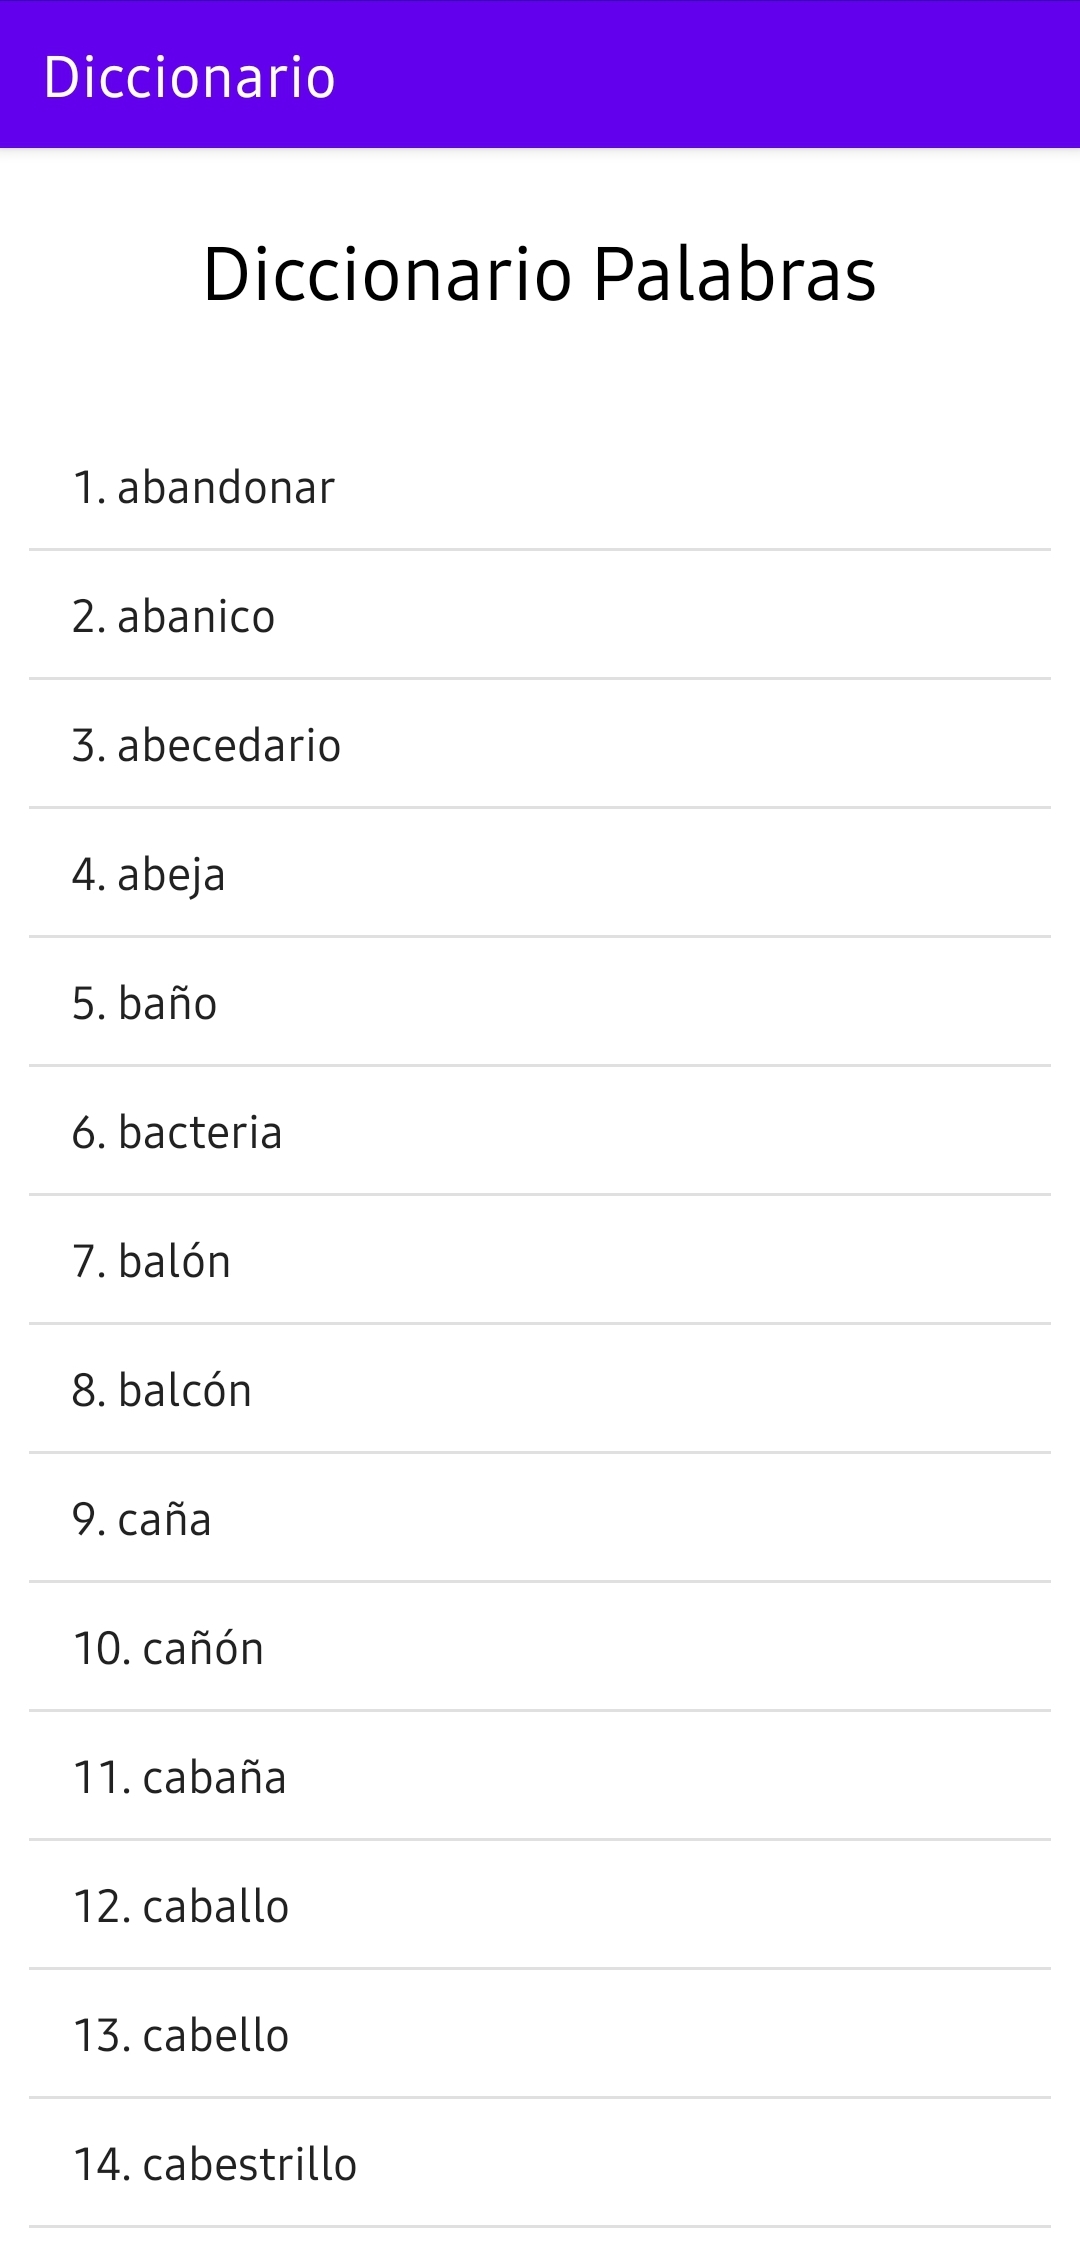 Diccionario
Diccionario Palabras
1. abandonar
2. abanico
3. abecedario
4. abeja
5. baño
6. bacteria
7. balón
8. balcón
9. caña
10. cañón
11. cabaña
12. caballo
13. cabello
14. cabestrillo